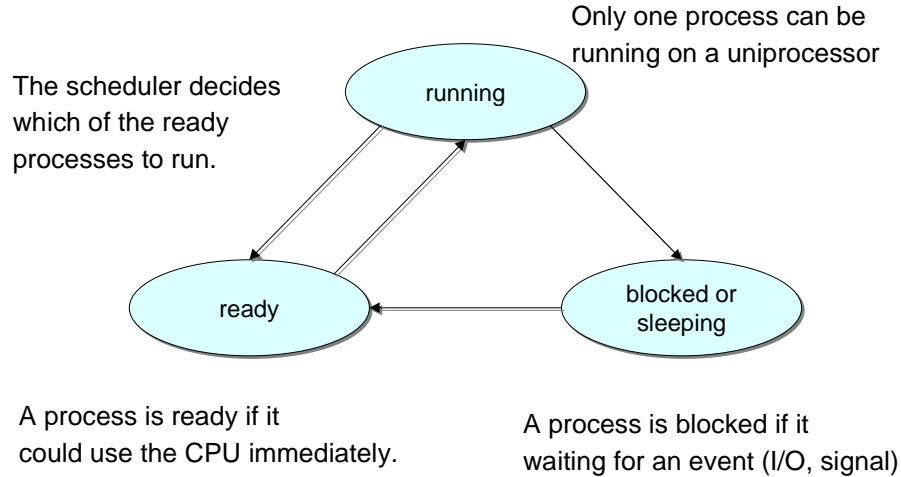 Only one process can be
running on a uniprocessor
The scheduler decides
which of the ready
processes to run.
running
ready
blocked or
sleeping
A process is ready if it
could use the CPU immediately.
A process is blocked if it
waiting for an event (I/O, signal)